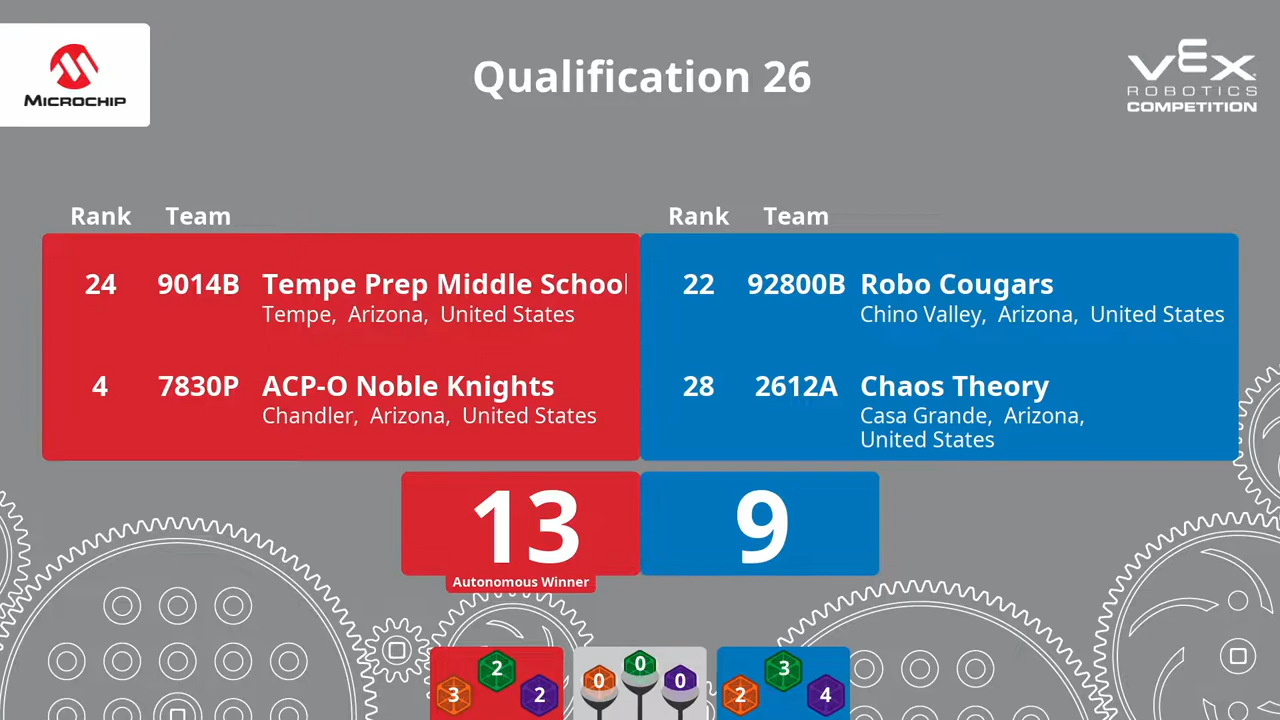 MICROCHIP
Qualification 26
VEX
ROBOTICS
COMPETITION
Rank Team
24 9014B Tempe Prep Middle School
Tempe, Arizona, United States
4 7830P ACP-O Noble Knights
Chandler, Arizona, United States
Rank Team
22 92800B Robo Cougars
Chino Valley, Arizona, United States
28 2612A Chaos Theory
Casa Grande, Arizona,
United States
13 9
Autonomous Winner
3 2 2
0 0 0
2 3 4